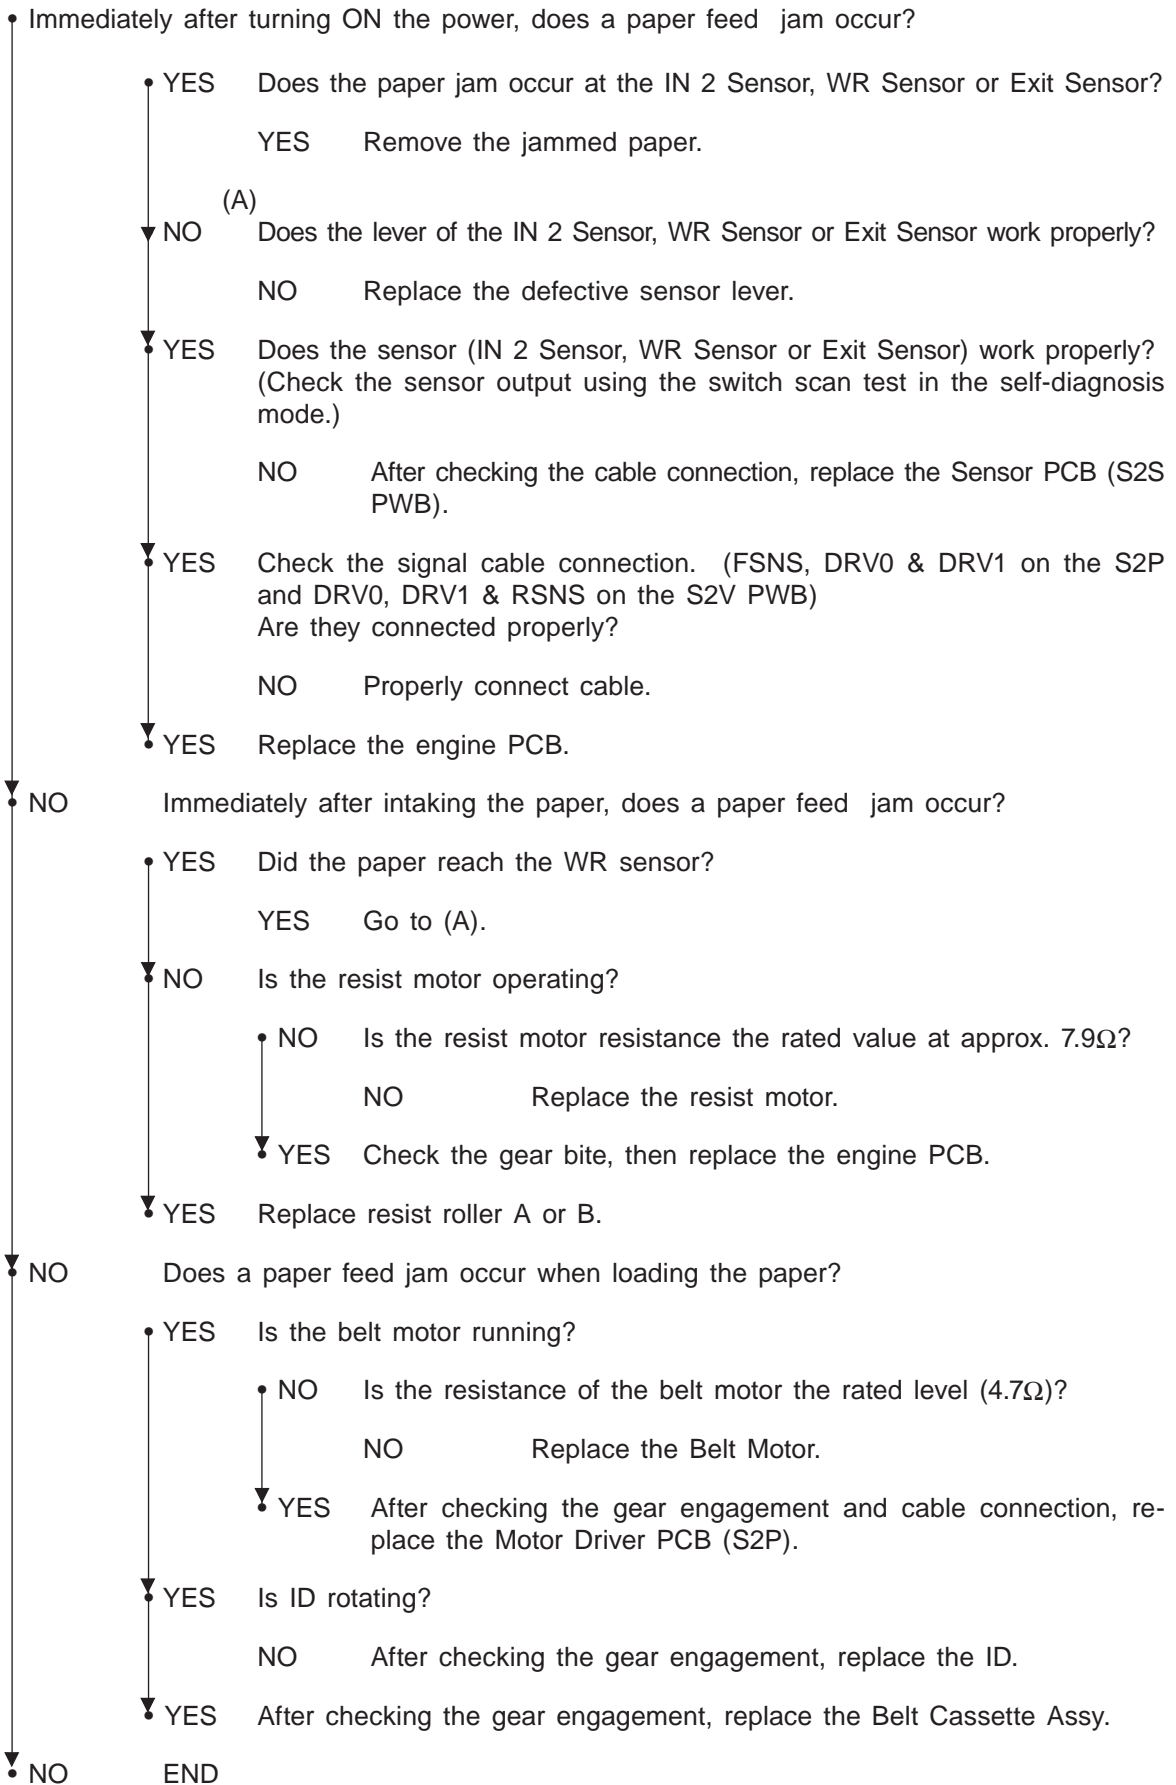 Immediately after turning ON the power, does a paper feed jam occur?
YES Does the paper jam occur at the IN 2 Sensor, WR Sensor or Exit Sensor?
YES Remove the jammed paper.
(A)
NO Does the lever of the IN 2 Sensor, WR Sensor or Exit Sensor work properly?
NO Replace the defective sensor lever.
YES Does the sensor (IN 2 Sensor, WR Sensor or Exit Sensor) work properly?
(Check the sensor output using the switch scan test in the self-diagnosis
mode.)
NO After checking the cable connection, replace the Sensor PCB (S2S
PWB).
YES Check the signal cable connection. (FSNS, DRV0 & DRV1 on the S2P
and DRV0, DRV1 & RSNS on the S2V PWB)
Are they connected properly?
NO Properly connect cable.
YES Replace the engine PCB.
NO Immediately after intaking the paper, does a paper feed jam occur?
YES Did the paper reach the WR sensor?
YES Go to (A).
NO Is the resist motor operating?
NO Is the resist motor resistance the rated value at approx. 7.9Ω?
NO Replace the resist motor.
YES Check the gear bite, then replace the engine PCB.
YES Replace resist roller A or B.
NO Does a paper feed jam occur when loading the paper?
YES Is the belt motor running?
NO Is the resistance of the belt motor the rated level (4.7Ω)?
NO Replace the Belt Motor.
YES After checking the gear engagement and cable connection, re-
place the Motor Driver PCB (S2P).
YES Is ID rotating?
NO After checking the gear engagement, replace the ID.
YES After checking the gear engagement, replace the Belt Cassette Assy.
NO END